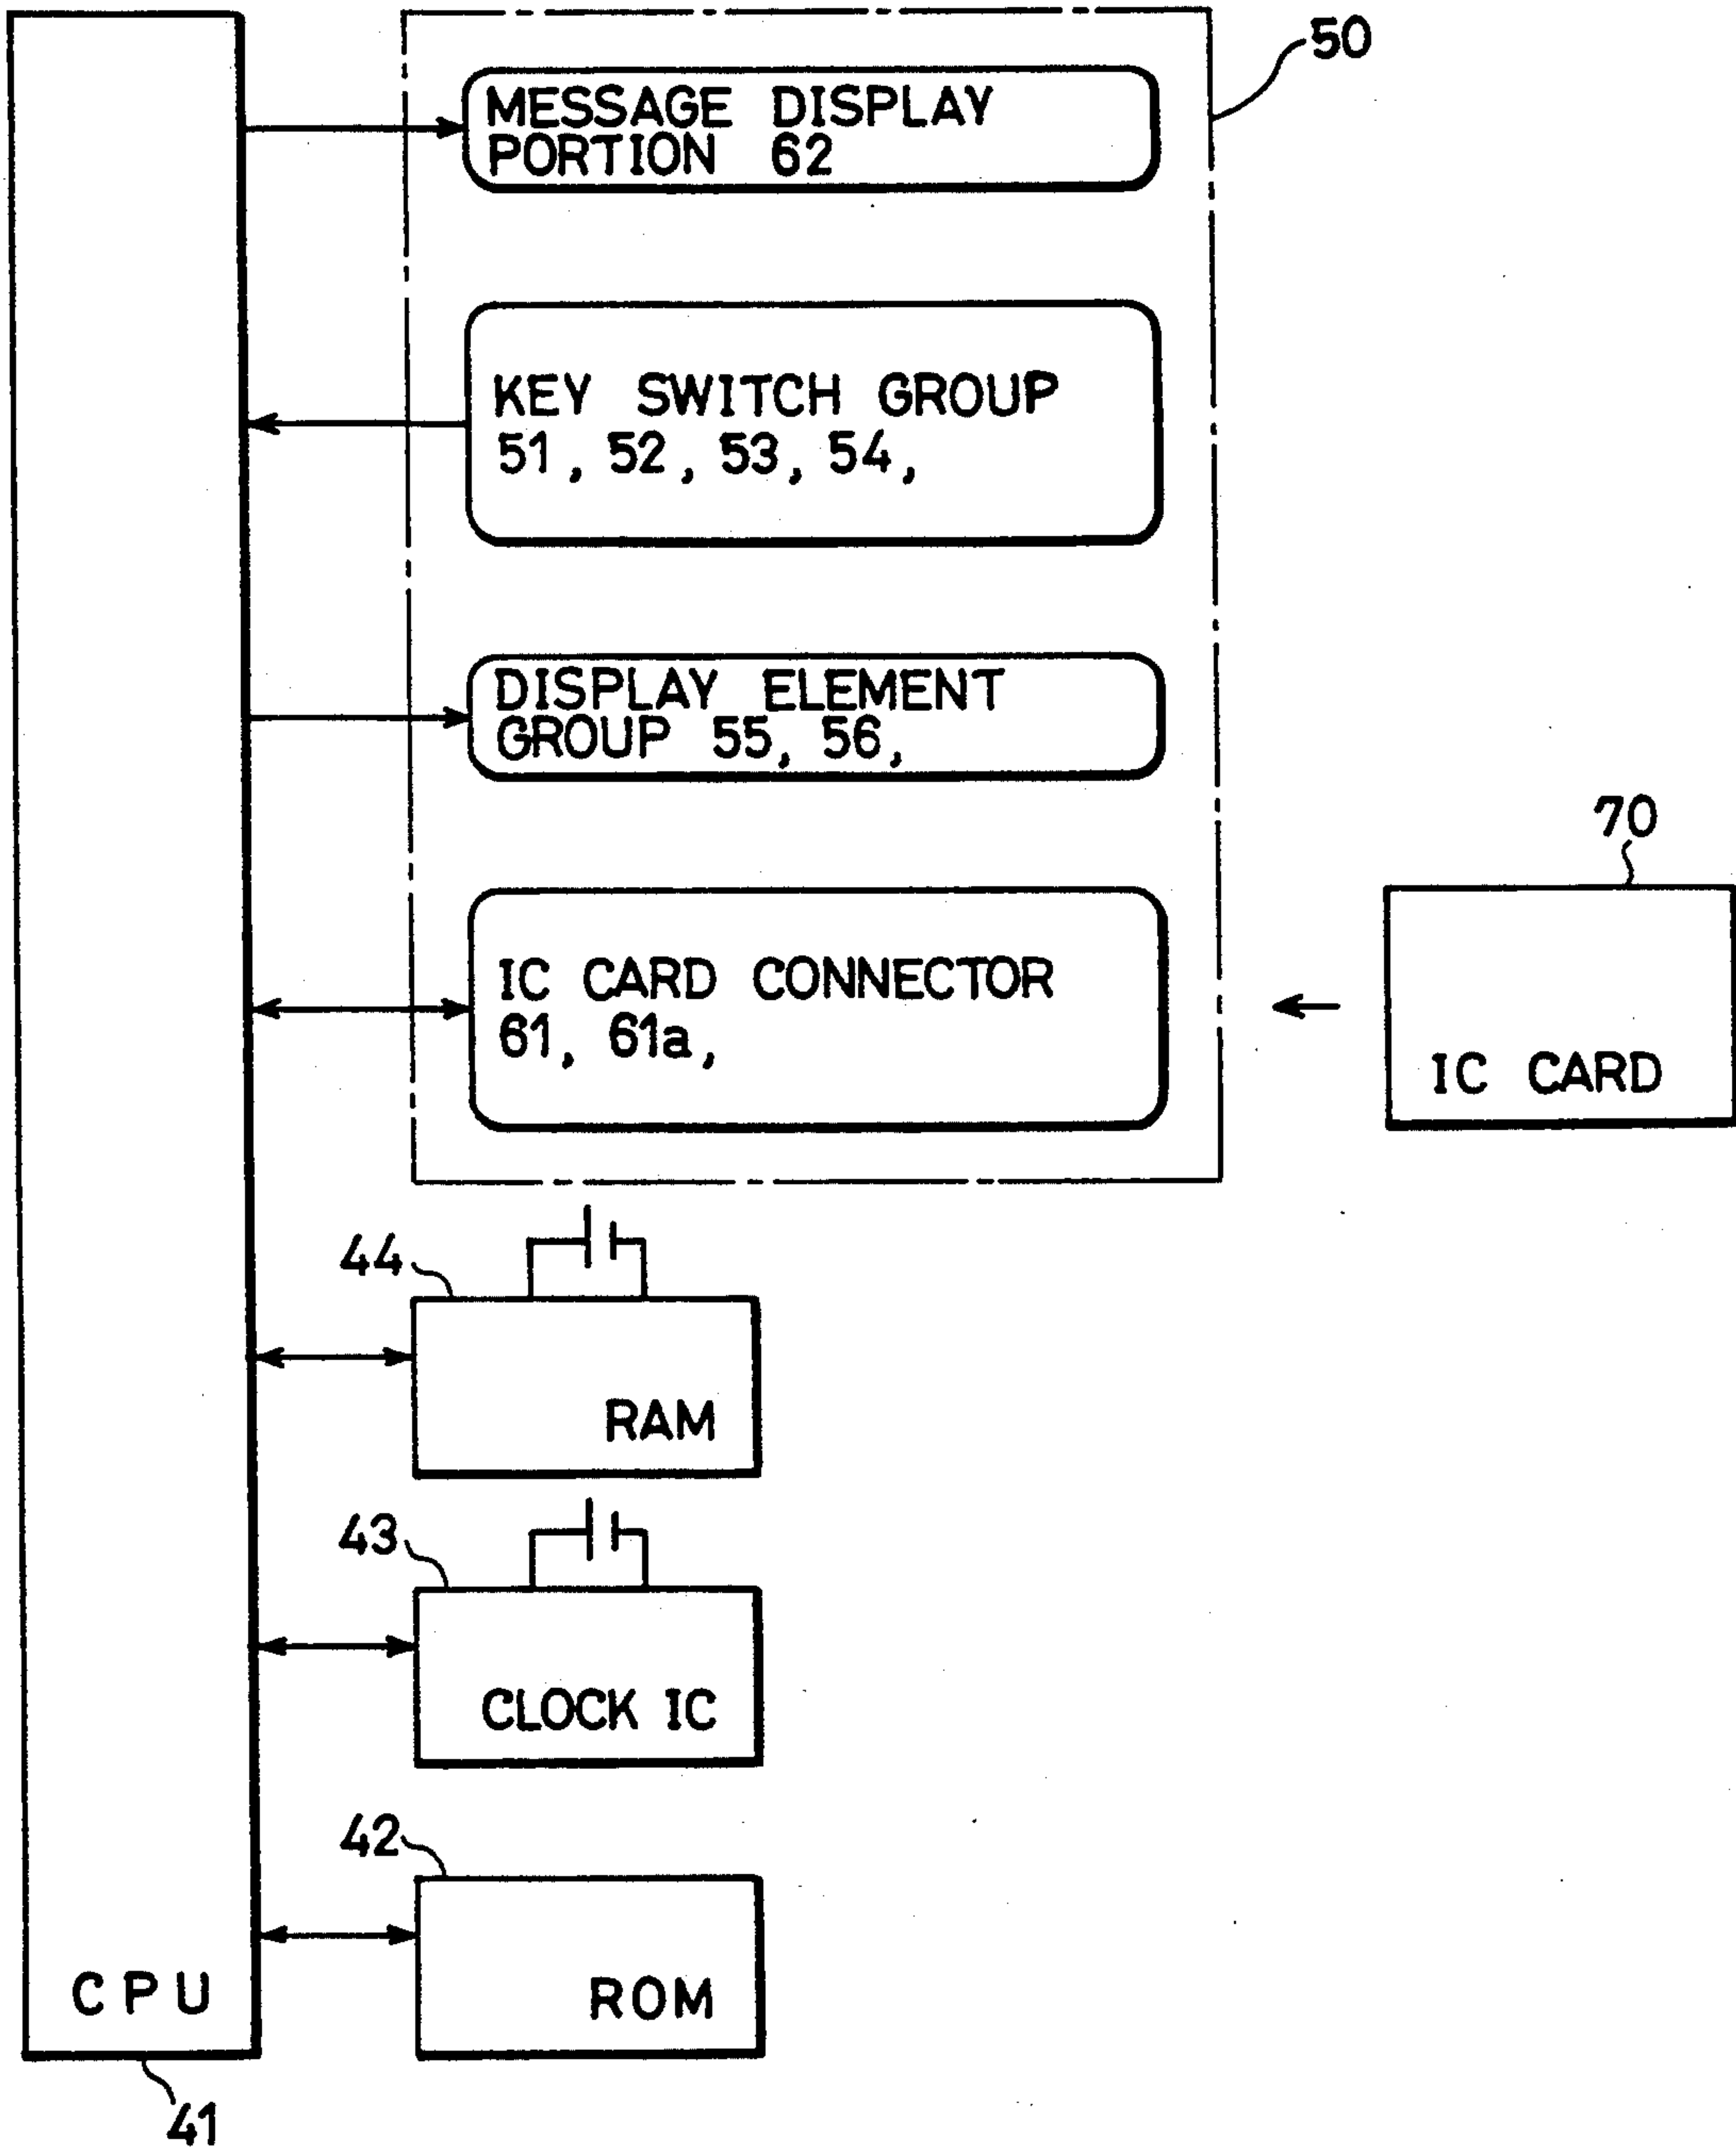 50
MESSAGE DISPLAY
PORTION 62
KEY SWITCH GROUP
51, 52, 53, 54,
DISPLAY ELEMENT
GROUP 55, 56,
70
IC CARD CONNECTOR
61, 61a,
IC CARD
44
RAM
43
CLOCK IC
42
ROM
CPU
41